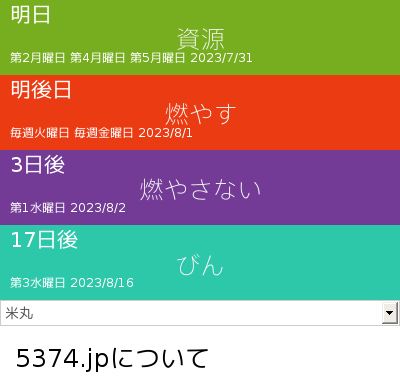 明日
資源
第2月曜日 第4月曜日 第5月曜日 2023/7/31
明後日
燃やす
毎週火曜日 毎週金曜日 2023/8/1
3日後
燃やさない
第1水曜日 2023/8/2
17日後
びん
第3水曜日 2023/8/16
米丸
5374.jpについて